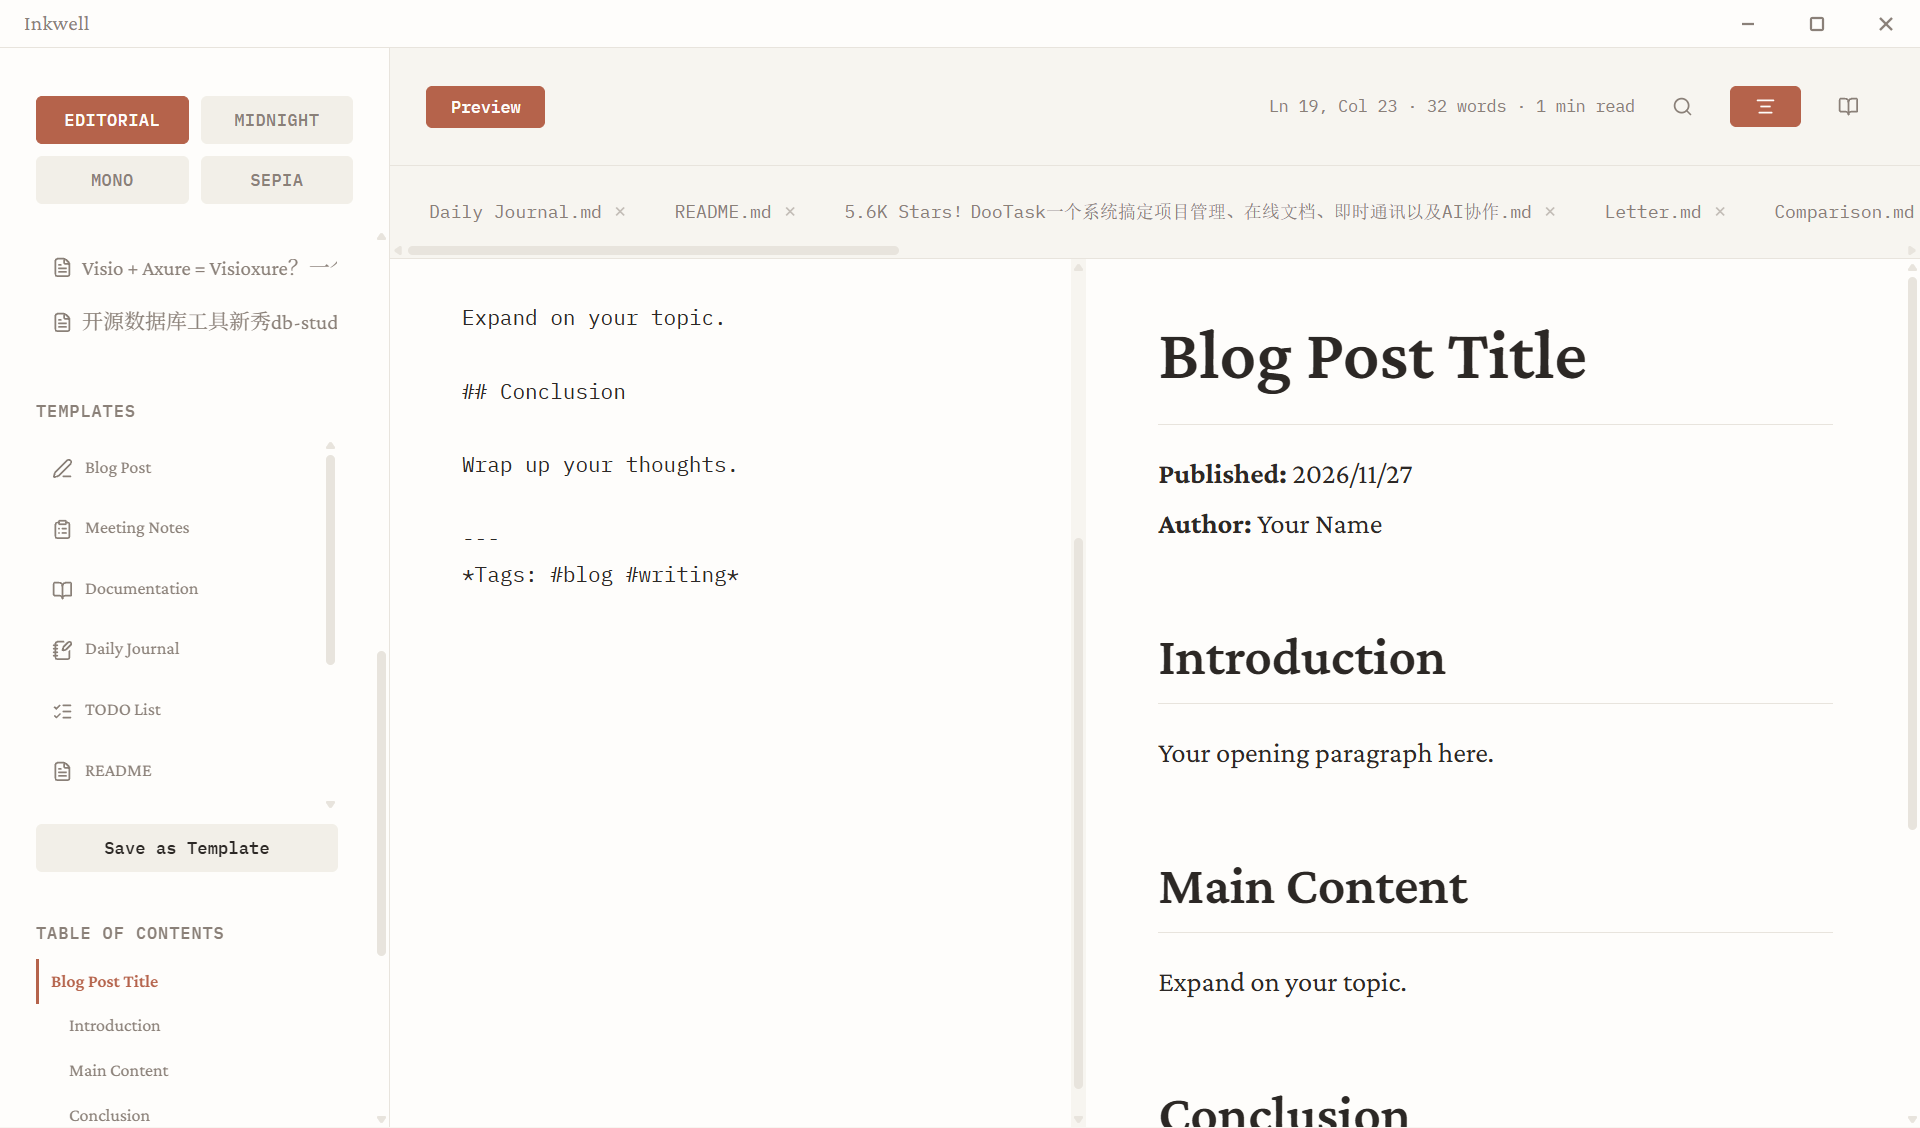 Inkwell
EDITORIAL
MIDNIGHT
MONO
SEPIA
Visio + Axure = Visioxure？
开源数据库工具新秀db-stud
TEMPLATES
Blog Post
Meeting Notes
Documentation
Daily Journal
TODO List
README
Save as Template
TABLE OF CONTENTS
Blog Post Title
Introduction
Main Content
Conclusion
Preview
Ln 19, Col 23 · 32 words · 1 min read
Daily Journal.md
README.md
5.6K Stars！DooTask一个系统搞定项目管理、在线文档、即时通讯以及AI协作.md
Letter.md
Comparison.md
Expand on your topic.
## Conclusion
Wrap up your thoughts.
---
*Tags: #blog #writing*
Blog Post Title
Published: 2026/11/27
Author: Your Name
Introduction
Your opening paragraph here.
Main Content
Expand on your topic.
Conclusion